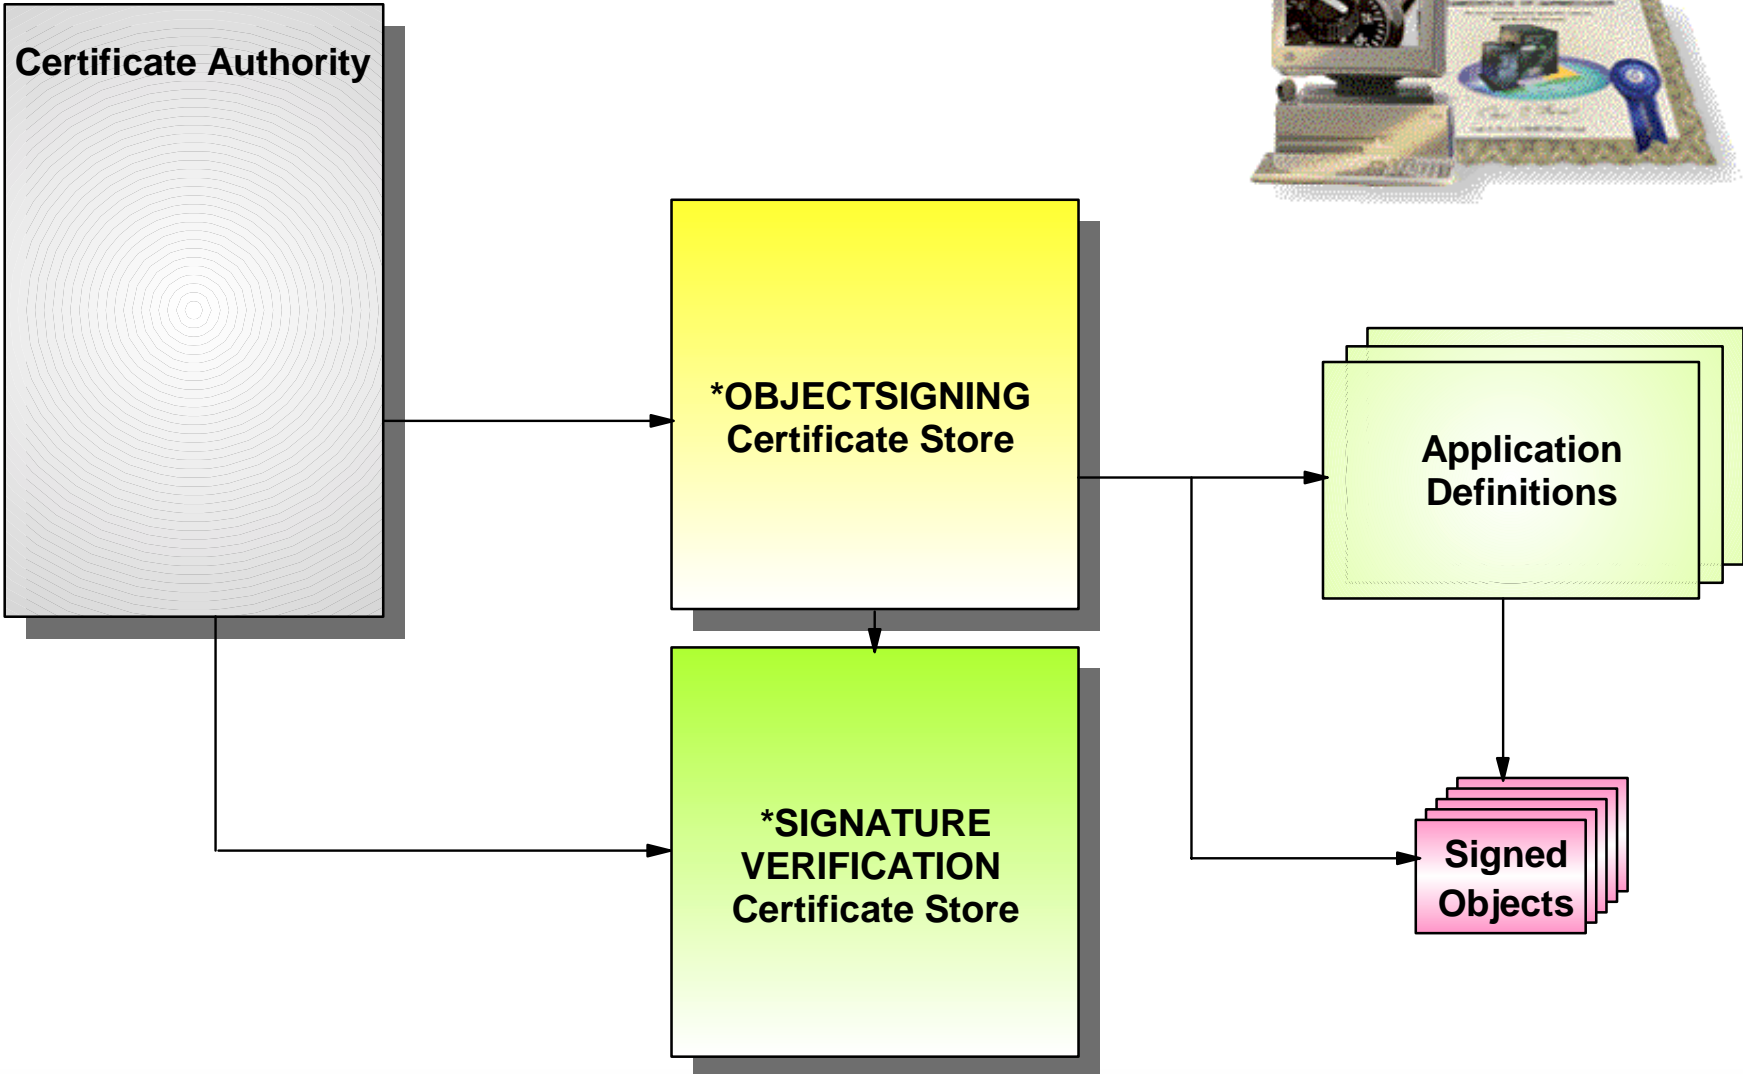 Certificate Authority
*OBJECTSIGNING
Certificate Store
Application
Definitions
*SIGNATURE
VERIFICATION
Certificate Store
Signed
Objects